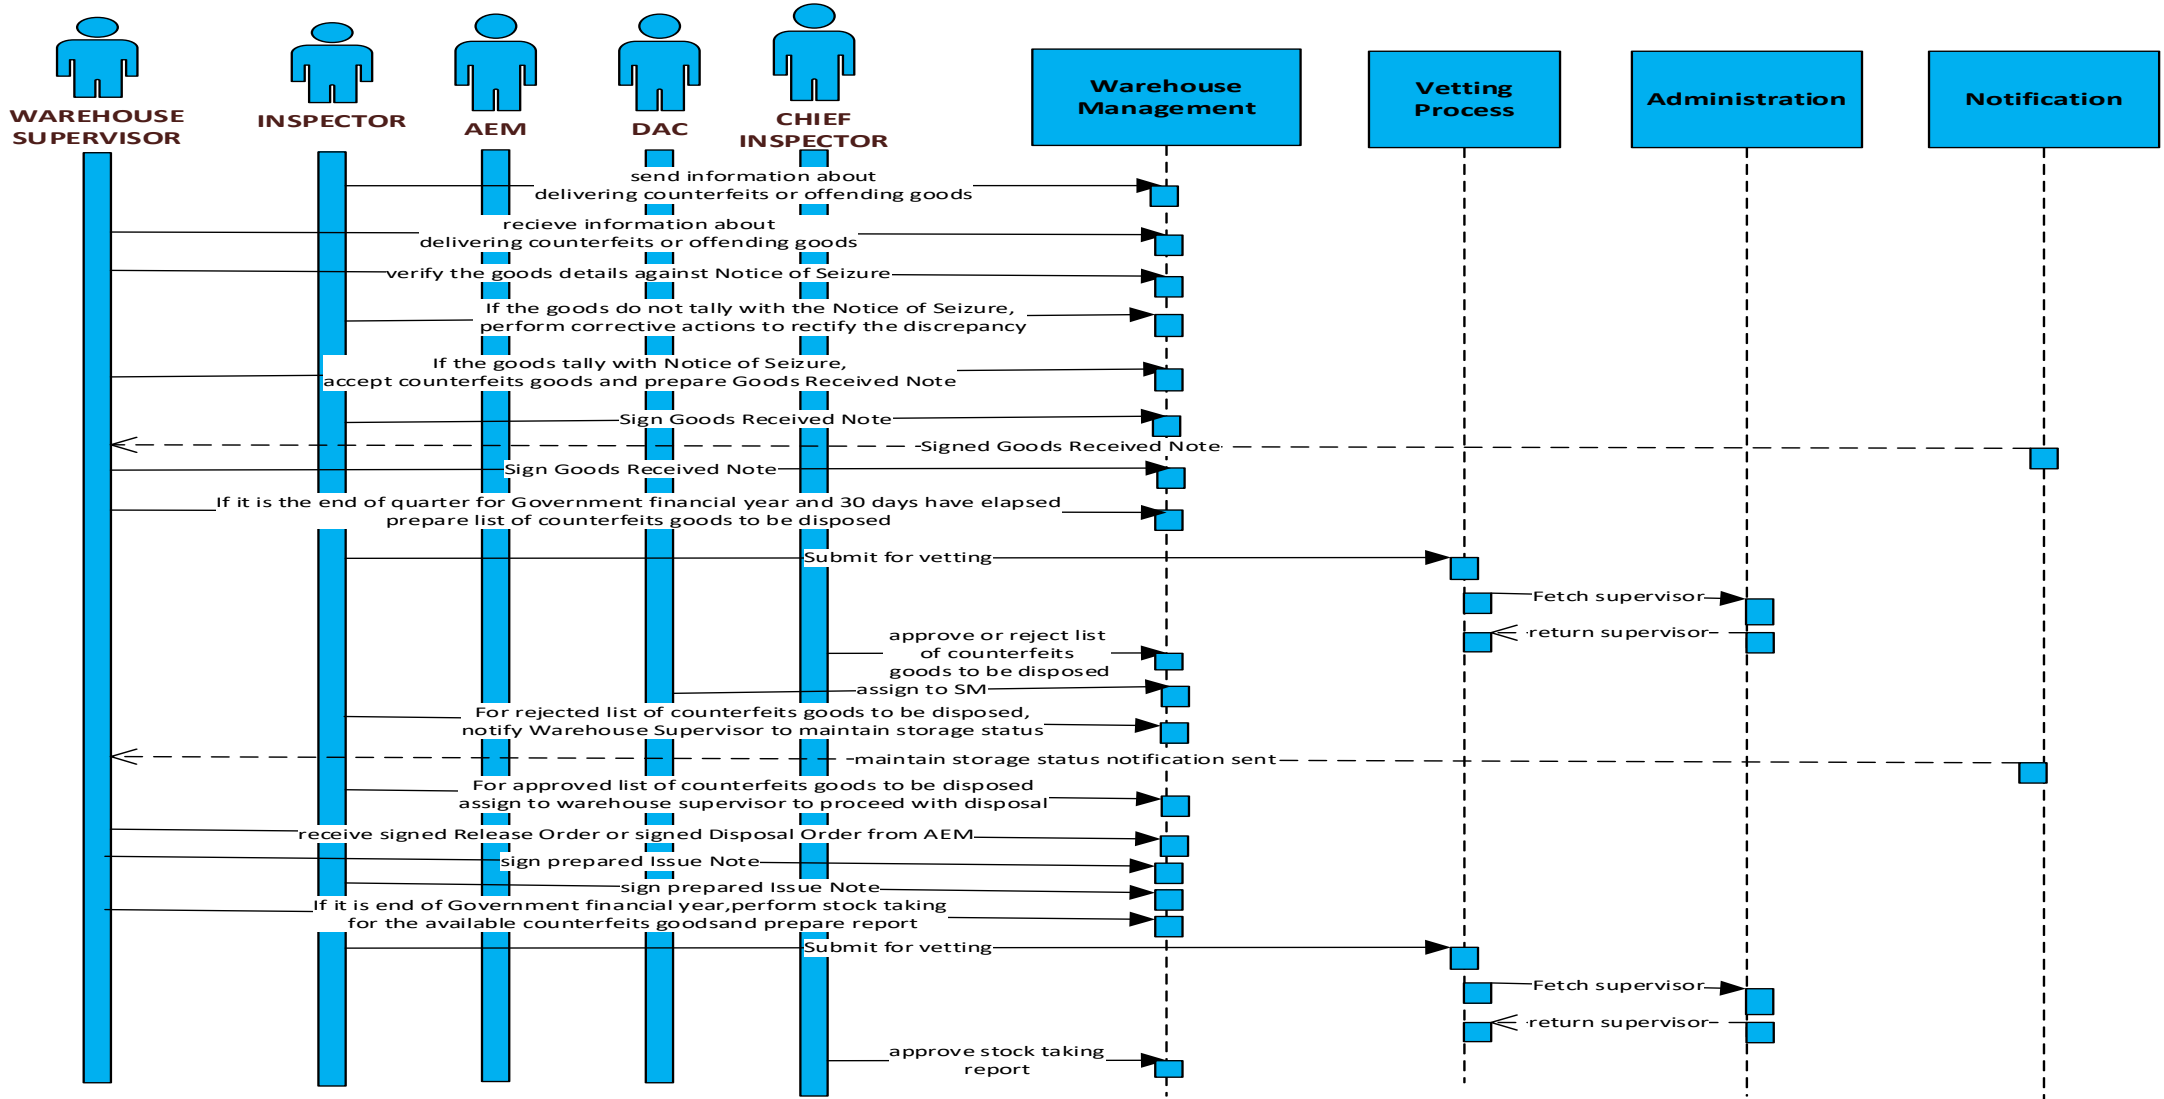 WAREHOUSE
SUPERVISOR
INSPECTOR
AEM
DAC
CHIEF
INSPECTOR
Warehouse
Management
Vetting
Process
Administration
Notification
send information about
delivering counterfeits or offending goods
recieve information about
delivering counterfeits or offending goods
verify the goods details against Notice of Seizure
If the goods do not tally with the Notice of Seizure,
perform corrective actions to rectify the discrepancy
If the goods tally with Notice of Seizure,
accept counterfeits goods and prepare Goods Received Note
Sign Goods Received Note
Signed Goods Received Note
Sign Goods Received Note
If it is the end of quarter for Government financial year and 30 days have elapsed
prepare list of counterfeits goods to be disposed
Submit for vetting
Fetch supervisor
return supervisor
approve or reject list
of counterfeits
goods to be disposed
assign to SM
For rejected list of counterfeits goods to be disposed,
notify Warehouse Supervisor to maintain storage status
maintain storage status notification sent
For approved list of counterfeits goods to be disposed
assign to warehouse supervisor to proceed with disposal
receive signed Release Order or signed Disposal Order from AEM
sign prepared Issue Note
sign prepared Issue Note
If it is end of Government financial year,perform stock taking
for the available counterfeits goodsand prepare report
Submit for vetting
Fetch supervisor
return supervisor
approve stock taking
report